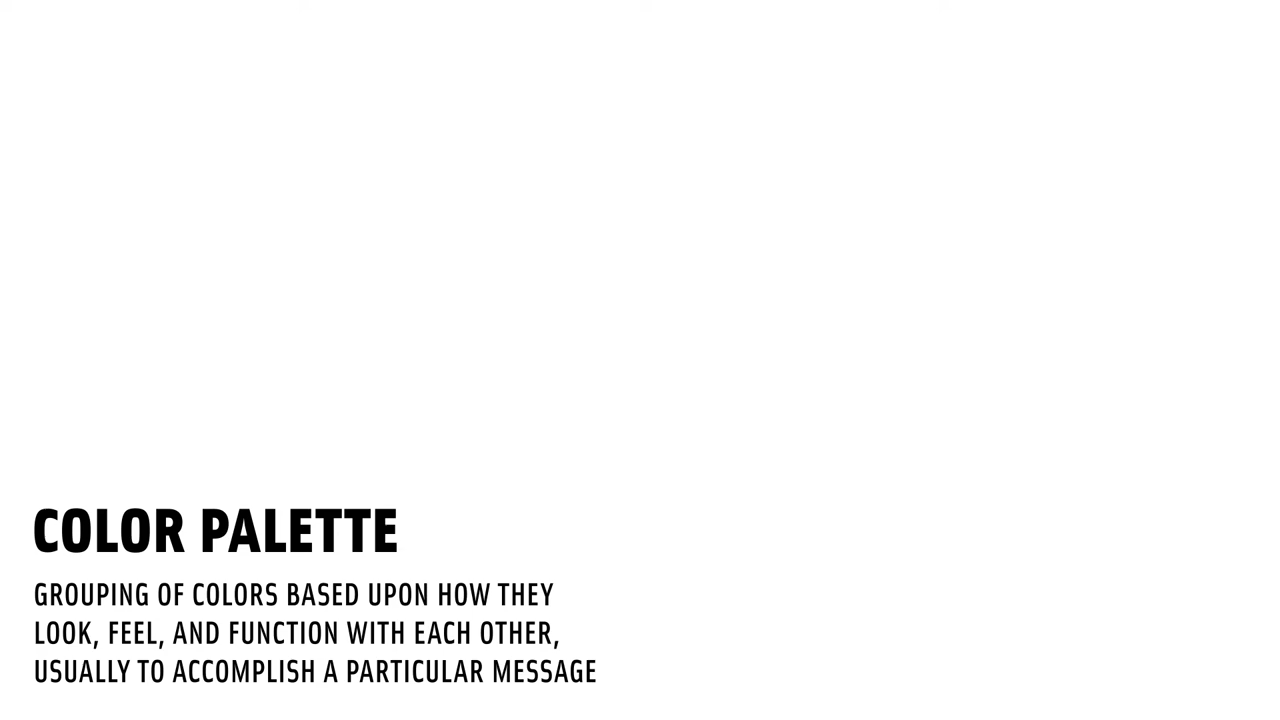 COLOR PALETTE
GROUPING OF COLORS BASED UPON HOW THEY
LOOK, FEEL, AND FUNCTION WITH EACH OTHER,
USUALLY TO ACCOMPLISH A PARTICULAR MESSAGE